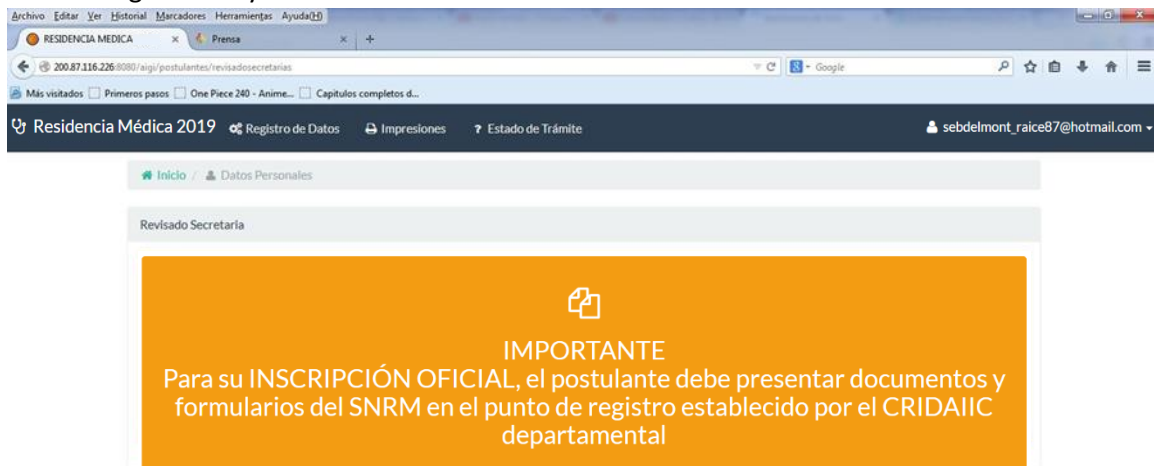 Archivo Editar Ver Historial Marcadores Herramientas Ayuda(H)
RESIDENCIA MEDICA × Prensa × +
200.87.116.226:8080/aigi/postulantes/revisadosecretarias Google
Más visitados Primeros pasos One Piece 240 - Anime... Capitulos completos d...
Residencia Médica 2019 Registro de Datos Impresiones ? Estado de Trámite sebdelmont_raice87@hotmail.com
Inicio / Datos Personales
Revisado Secretaria
IMPORTANTE
Para su INSCRIPCIÓN OFICIAL, el postulante debe presentar documentos y
formularios del SNRM en el punto de registro establecido por el CRIDAIIC
departamental